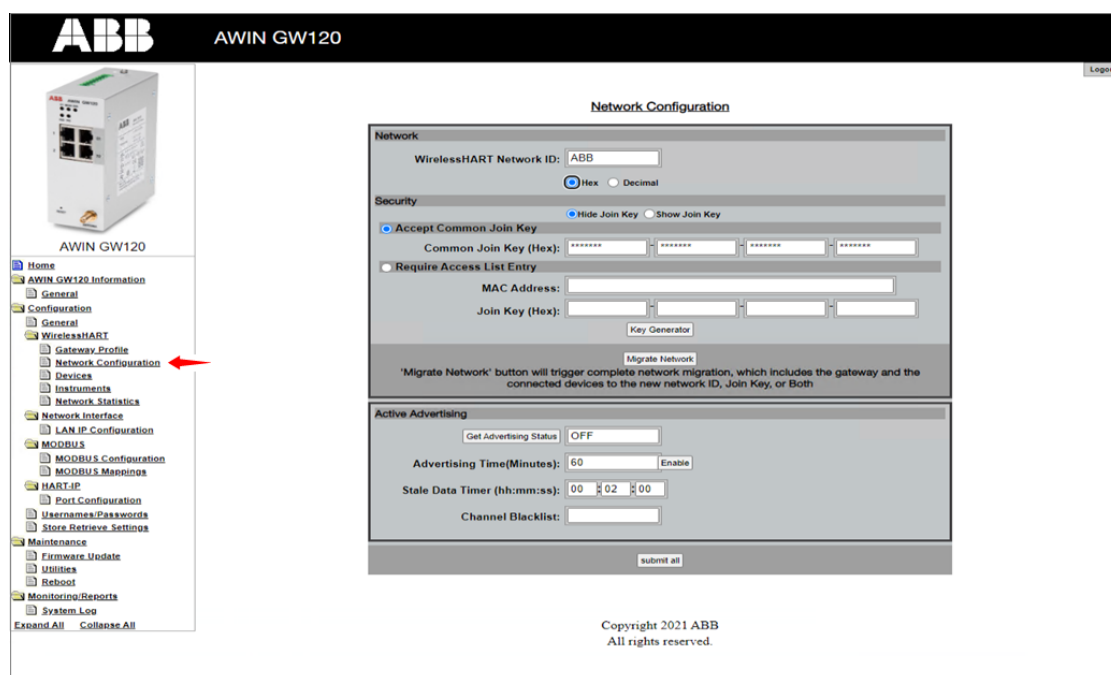 ABB AWIN GW120
Logou
AWIN GW120
Home
AWIN GW120 Information
General
Configuration
General
WirelessHART
Gateway Profile
Network Configuration
Devices
Instruments
Network Statistics
Network Interface
LAN IP Configuration
MODBUS
MODBUS Configuration
MODBUS Mappings
HART-IP
Port Configuration
Usernames/Passwords
Store Retrieve Settings
Maintenance
Firmware Update
Utilities
Reboot
Monitoring/Reports
System Log
Expand All Collapse All
Network Configuration
Network
WirelessHART Network ID: ABB
Hex Decimal
Security
Hide Join Key Show Join Key
Accept Common Join Key
Common Join Key (Hex): ******* - ******* - ******* - *******
Require Access List Entry
MAC Address:
Join Key (Hex): - - -
Key Generator
Migrate Network
'Migrate Network' button will trigger complete network migration, which includes the gateway and the
connected devices to the new network ID, Join Key, or Both
Active Advertising
Get Advertising Status OFF
Advertising Time(Minutes): 60 Enable
Stale Data Timer (hh:mm:ss): 00 : 02 : 00
Channel Blacklist:
submit all
Copyright 2021 ABB
All rights reserved.